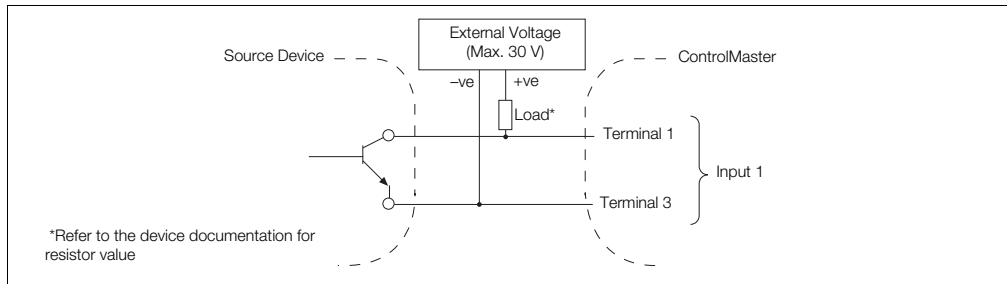 External Voltage
(Max. 30 V)
Source Device
ControlMaster
–ve
+ve
Load*
Terminal 1
Input 1
Terminal 3
*Refer to the device documentation for
resistor value